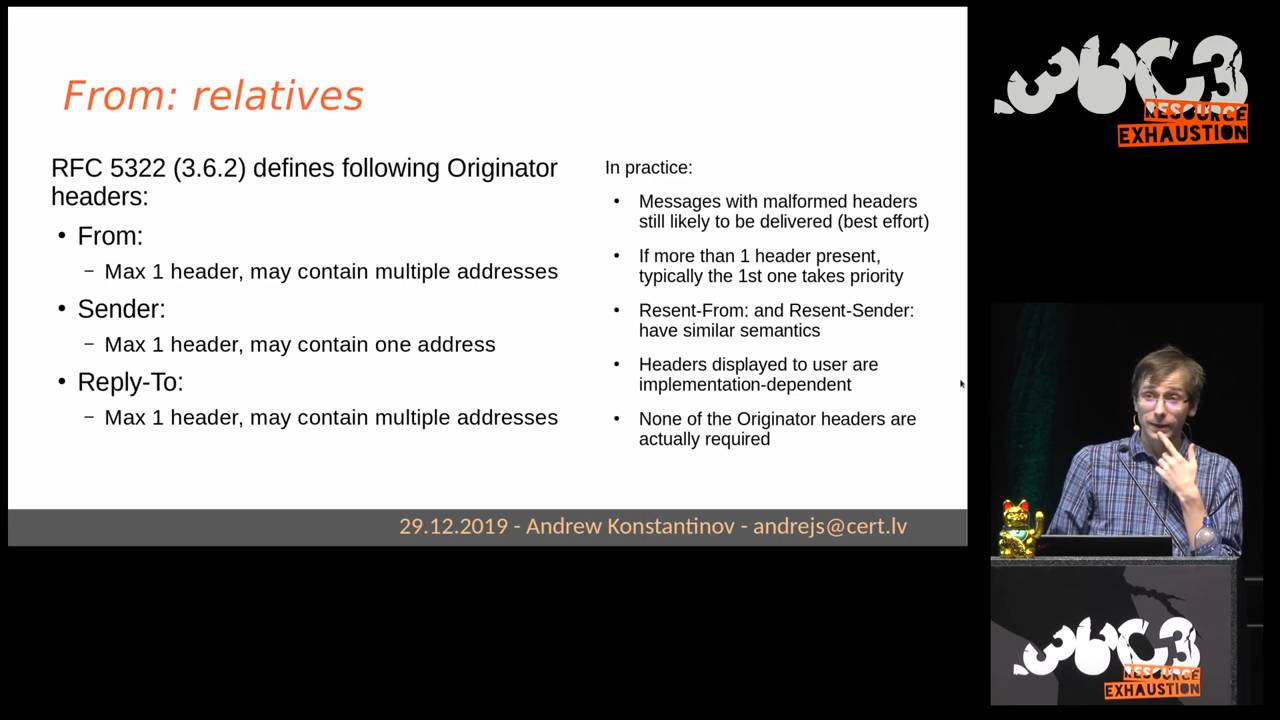 From: relatives
RFC 5322 (3.6.2) defines following Originator
headers:
• From:
– Max 1 header, may contain multiple addresses
• Sender:
– Max 1 header, may contain one address
• Reply-To:
– Max 1 header, may contain multiple addresses
In practice:
• Messages with malformed headers
still likely to be delivered (best effort)
• If more than 1 header present,
typically the 1st one takes priority
• Resent-From: and Resent-Sender:
have similar semantics
• Headers displayed to user are
implementation-dependent
• None of the Originator headers are
actually required
29.12.2019 - Andrew Konstantinov - andrejs@cert.lv
36C3
RESOURCE
EXHAUSTION
36C3
RESOURCE
EXHAUSTION